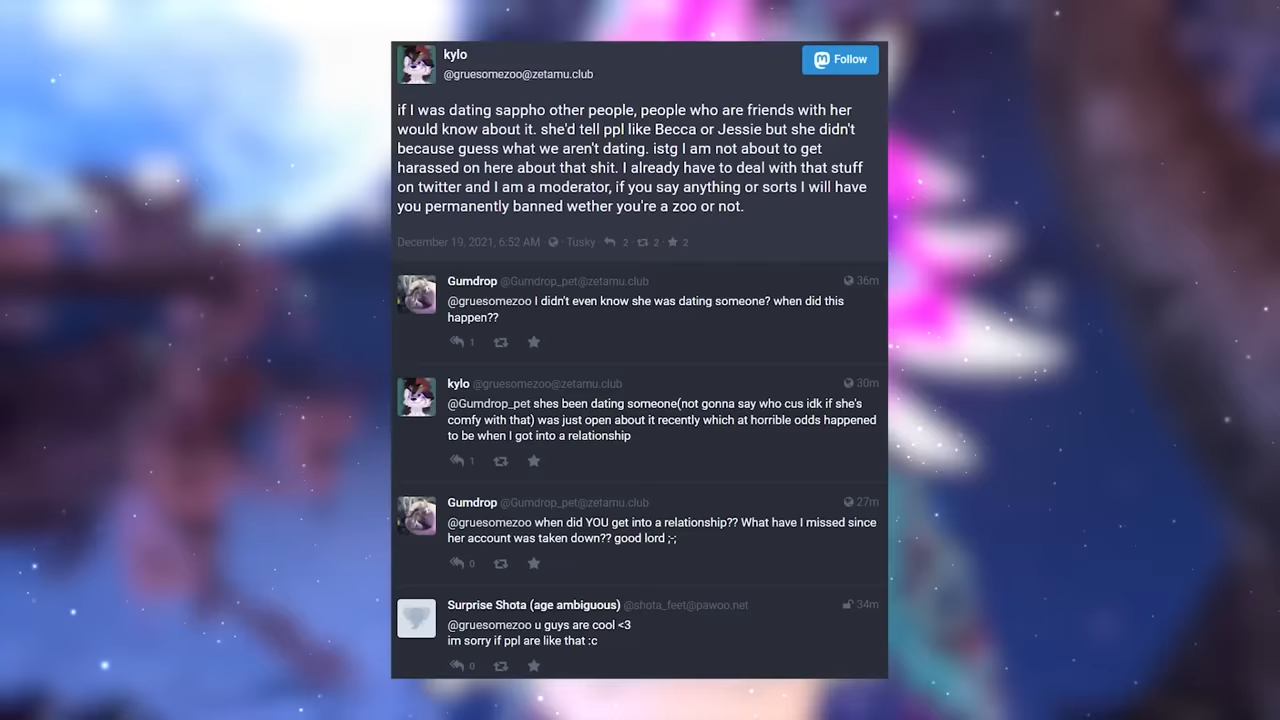 kylo
@gruesomezoo@zetamu.club
Follow
if I was dating sappho other people, people who are friends with her
would know about it. she'd tell ppl like Becca or Jessie but she didn't
because guess what we aren't dating. istg I am not about to get
harassed on here about that shit. I already have to deal with that stuff
on twitter and I am a moderator, if you say anything or sorts I will have
you permanently banned wether you're a zoo or not.
December 19, 2021, 6:52 AM · Tusky · 2 · 2 · 2
Gumdrop @Gumdrop_pet@zetamu.club 36m
@gruesomezoo I didn't even know she was dating someone? when did this
happen??
1
kylo @gruesomezoo@zetamu.club 30m
@Gumdrop_pet shes been dating someone(not gonna say who cus idk if she's
comfy with that) was just open about it recently which at horrible odds happened
to be when I got into a relationship
1
Gumdrop @Gumdrop_pet@zetamu.club 27m
@gruesomezoo when did YOU get into a relationship?? What have I missed since
her account was taken down?? good lord ;-;
0
Surprise Shota (age ambiguous) @shota_feet@pawoo.net 34m
@gruesomezoo u guys are cool <3
im sorry if ppl are like that :c
0